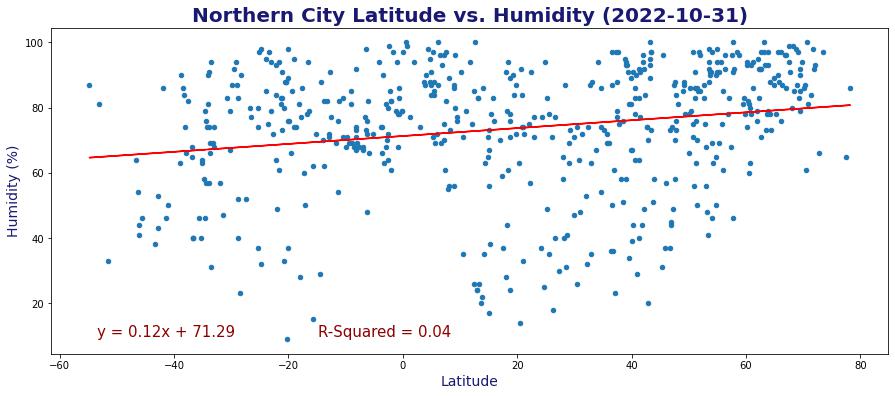 Northern City Latitude vs. Humidity (2022-10-31)
100
80
60
40
20
Humidity (%)
y = 0.12x + 71.29
R-Squared = 0.04
−60 −40 −20 0 20 40 60 80
Latitude